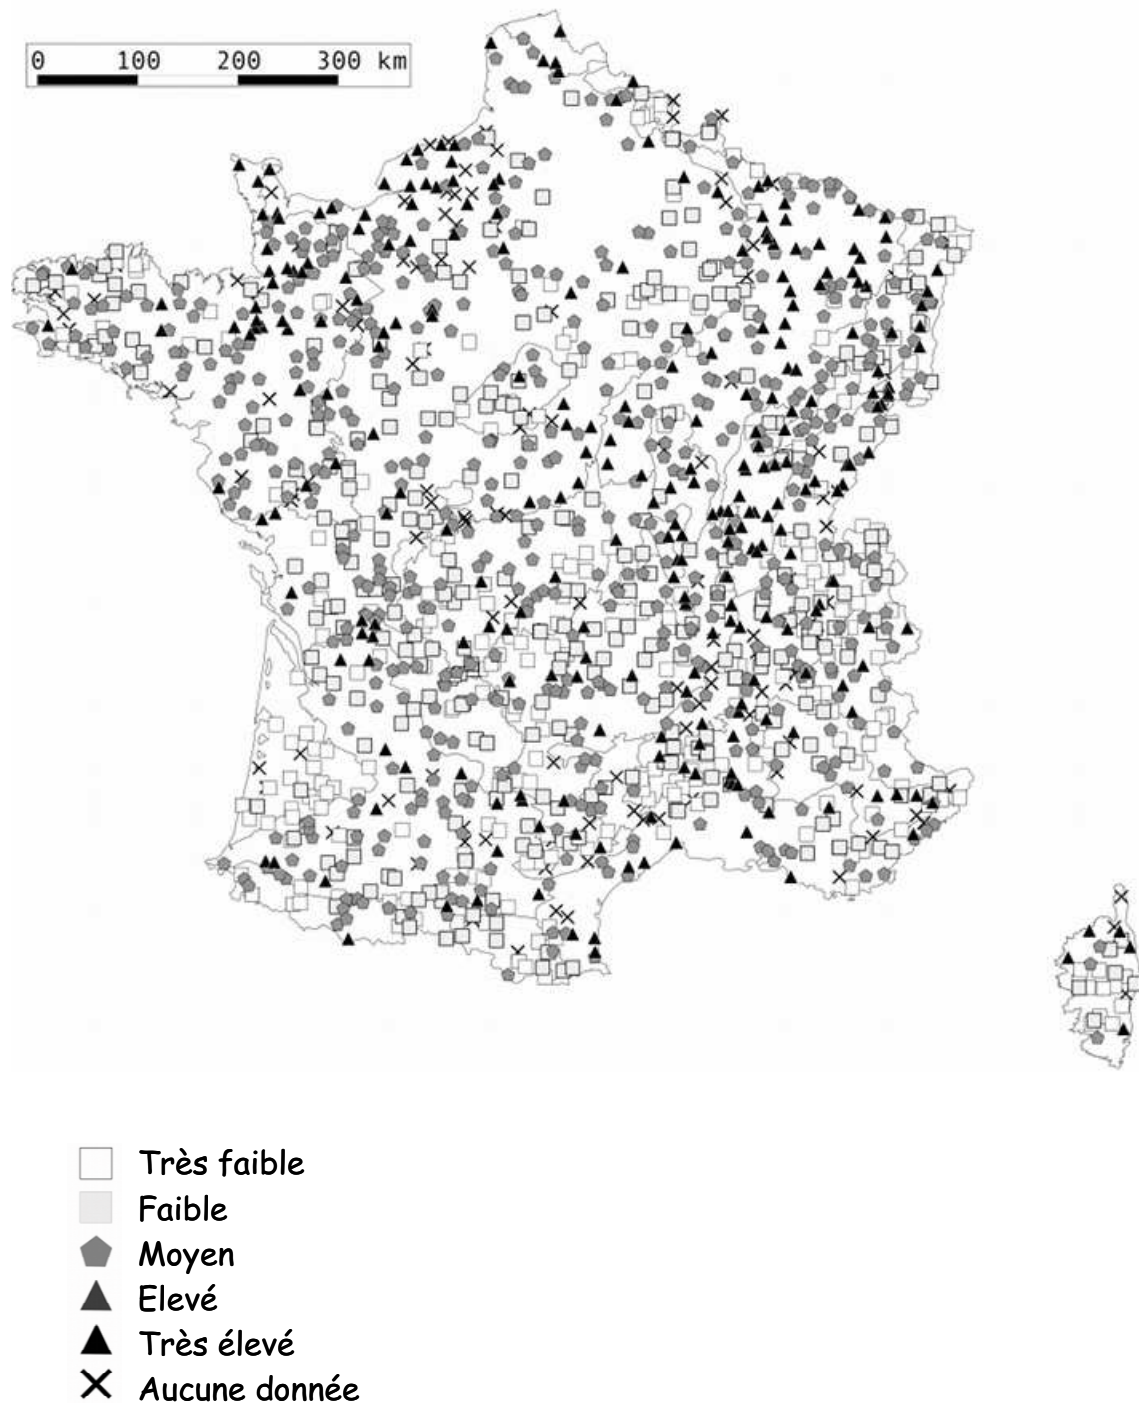 0 100 200 300 km
Très faible
Faible
Moyen
Elevé
Très élevé
Aucune donnée